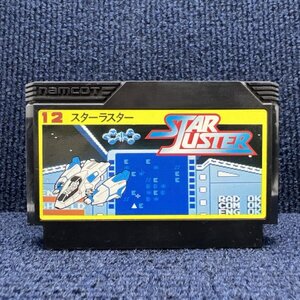 namcot
12 スターラスター
STAR
LUSTER
RAD OK
COM OK
ENG OK